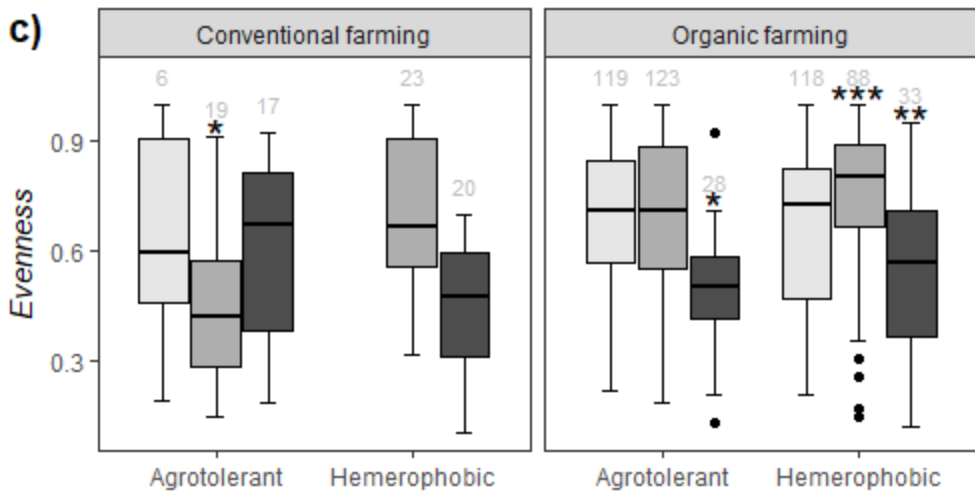 c)
Conventional farming
Organic farming
6
19
17
23
20
119
123
28
118
88
33
*
*
***
**
0.9
0.6
0.3
Evenness
Agrotolerant
Hemerophobic
Agrotolerant
Hemerophobic